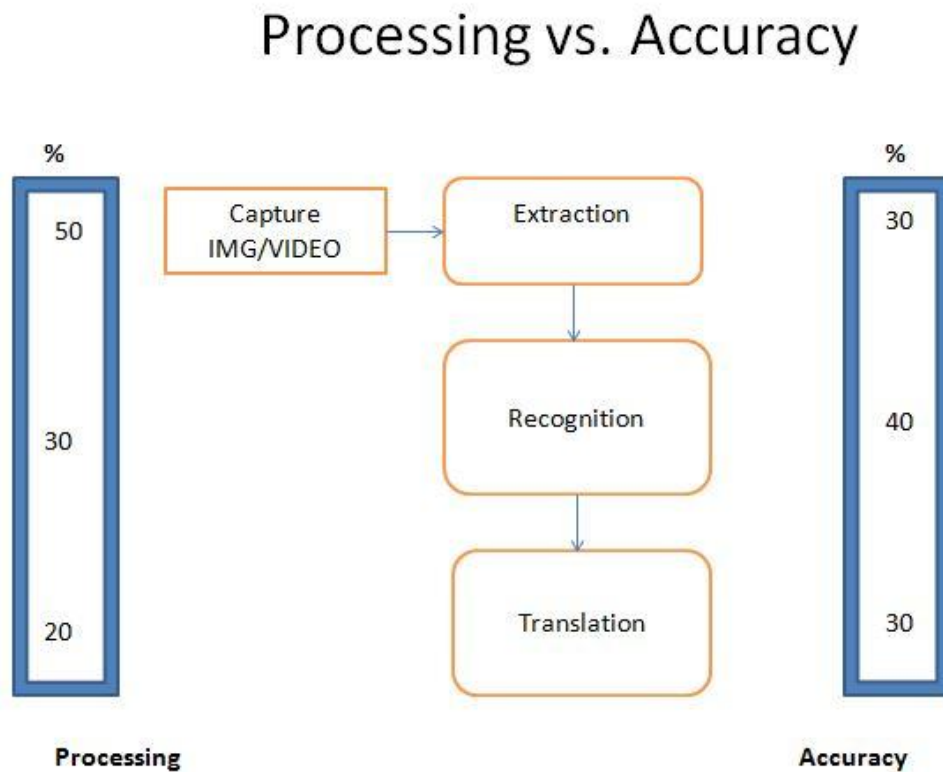 Processing vs. Accuracy
%
%
50
Capture
IMG/VIDEO
Extraction
30
30
Recognition
40
20
Translation
30
Processing
Accuracy